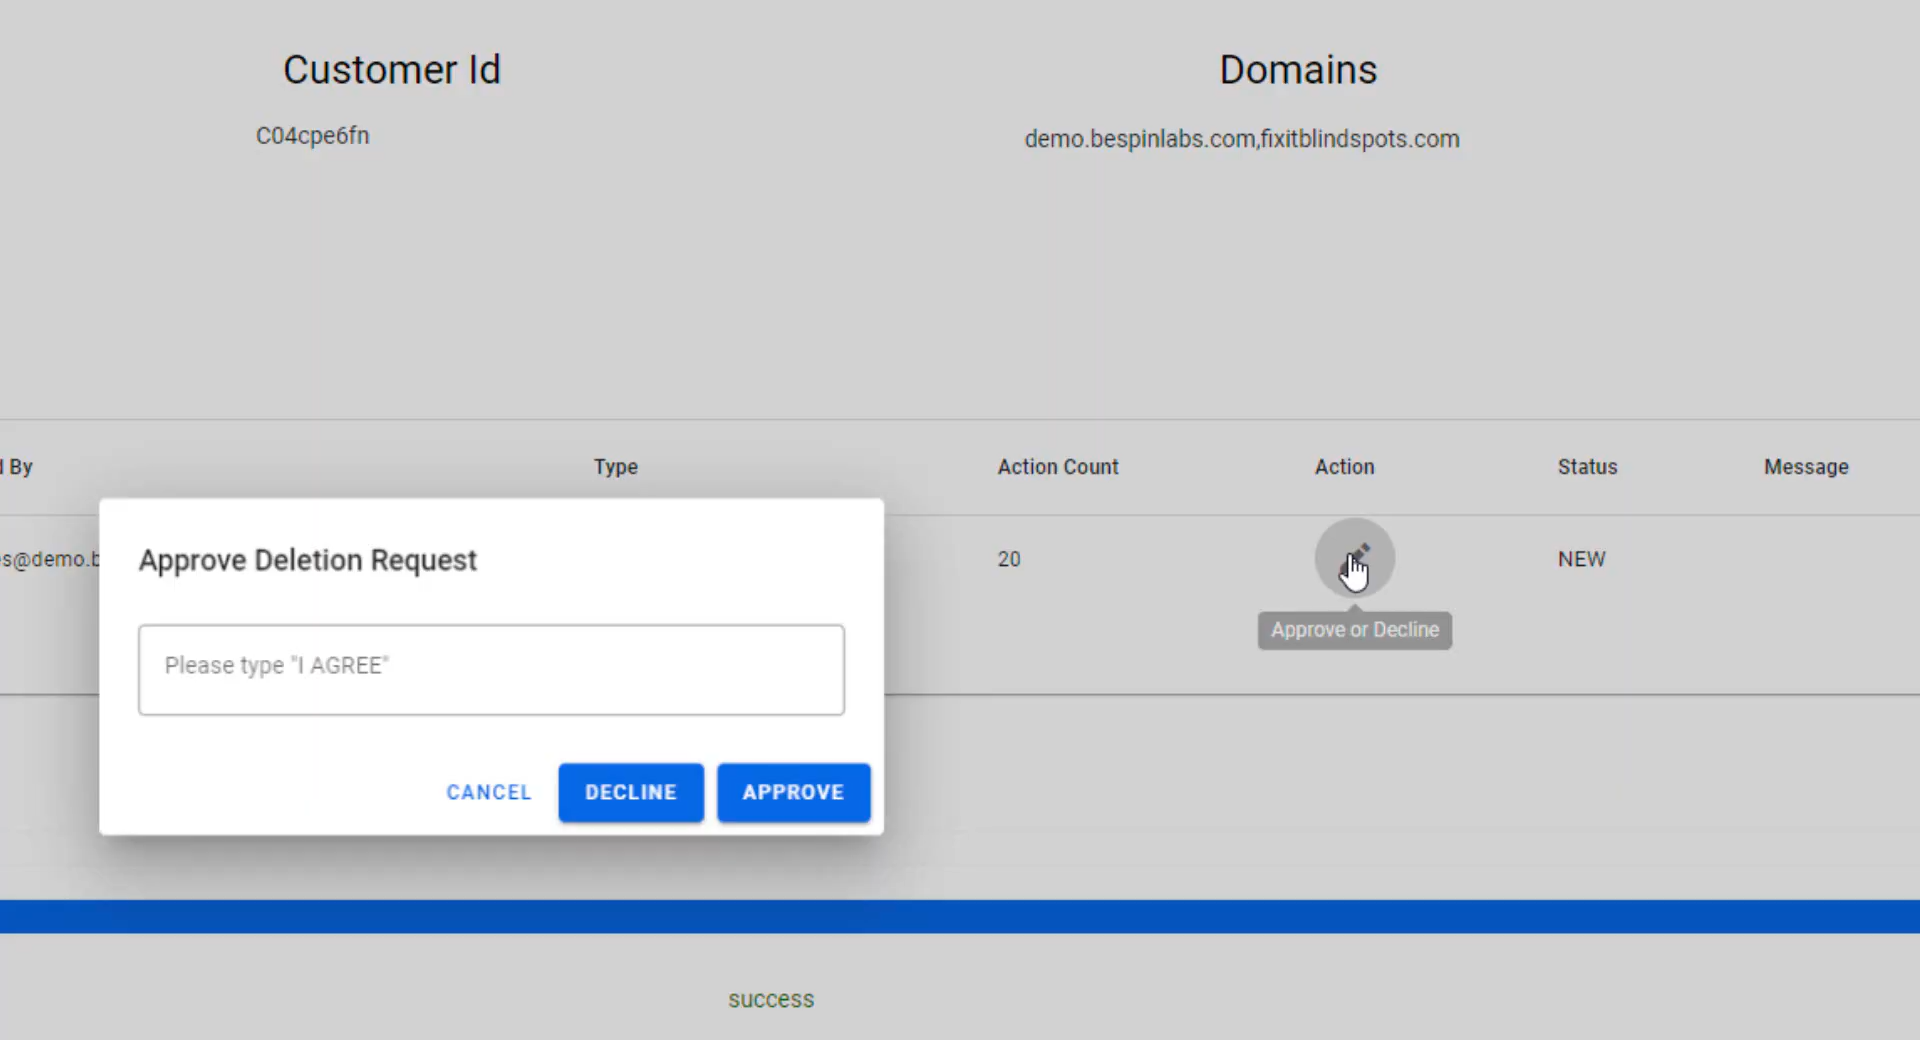 Customer Id
Domains
C04cpe6fn
demo.bespinlabs.com,fixitblindspots.com
By
Type
Action Count
Action
Status
Message
s@demo.b
20
NEW
Approve or Decline
Approve Deletion Request
Please type "I AGREE"
CANCEL
DECLINE
APPROVE
success